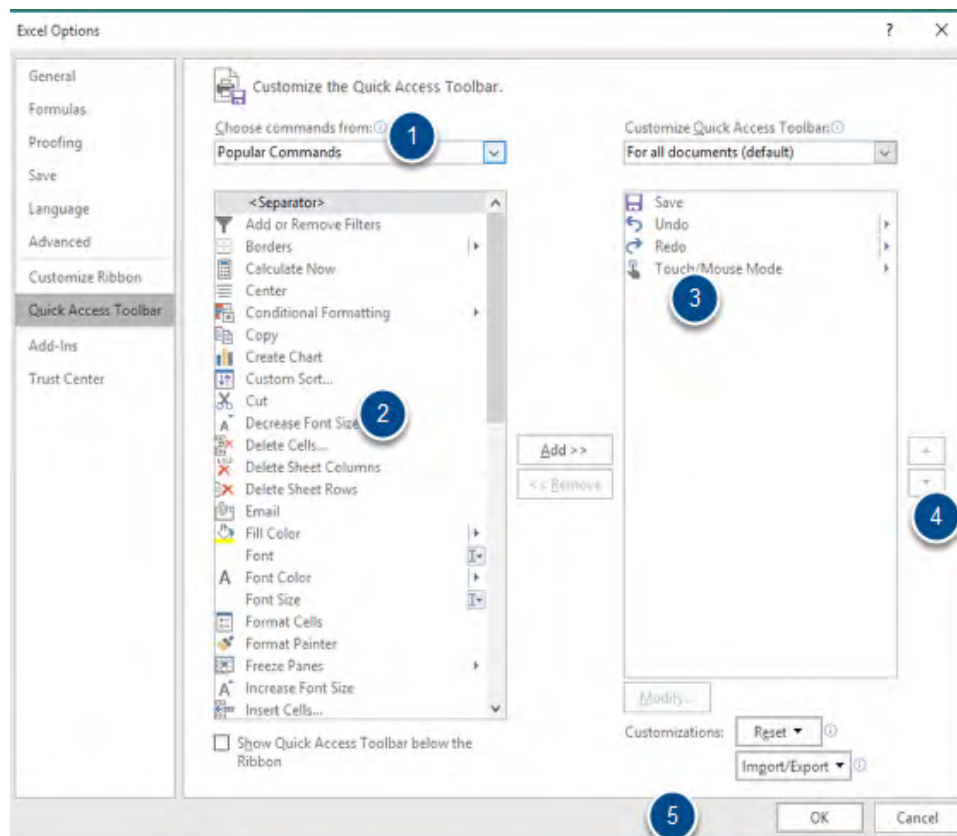 Excel Options
?
General
Formulas
Proofing
Save
Language
Advanced
Customize Ribbon
Quick Access Toolbar
Add-Ins
Trust Center
Customize the Quick Access Toolbar.
Choose commands from:
1
Popular Commands
<Separator>
Add or Remove Filters
Borders
Calculate Now
Center
Conditional Formatting
Copy
Create Chart
Custom Sort...
Cut
Decrease Font Size
2
Delete Cells...
Delete Sheet Columns
Delete Sheet Rows
Email
Fill Color
Font
Font Color
Font Size
Format Cells
Format Painter
Freeze Panes
Increase Font Size
Insert Cells...
Show Quick Access Toolbar below the
Ribbon
Add >>
<< Remove
Customize Quick Access Toolbar:
For all documents (default)
Save
Undo
Redo
Touch/Mouse Mode
3
4
Modify...
Customizations:
Reset
Import/Export
5
OK
Cancel